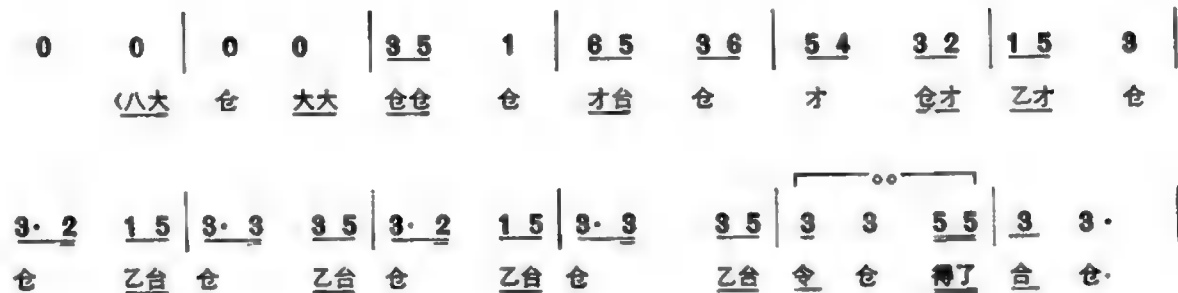 0 0 | 0 0 | 3 5 1 | 6 5 3 6 | 5 4 3 2 | 1 5 3 |
(八大 仓 大大 仓仓 仓 才台 仓 才 仓才 乙才 仓
3· 2 1 5 | 3· 3 3 5 | 3· 2 1 5 | 3· 3 3 5 | 3 3 5 5 | 3 3· |
仓 乙台 仓 乙台 仓 乙台 仓 乙台 令 仓 得了 台 仓·